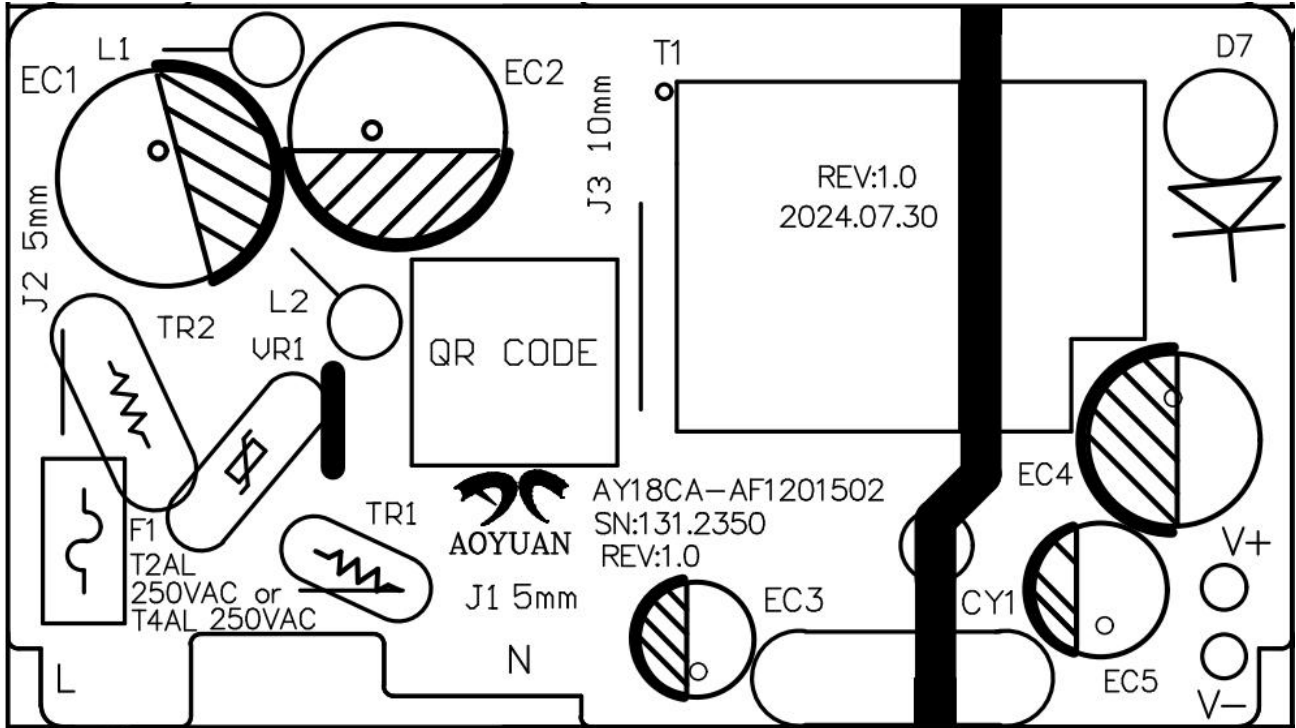 L1
T1
D7
EC1
EC2
J3 10mm
REV:1.0
2024.07.30
J2 5mm
L2
TR2
VR1
QR CODE
EC4
AY18CA-AF1201502
SN:131.2350
REV:1.0
TR1
AOYUAN
F1
T2AL
250VAC or
T4AL 250VAC
J1 5mm
EC3
CY1
V+
N
L
EC5
V-